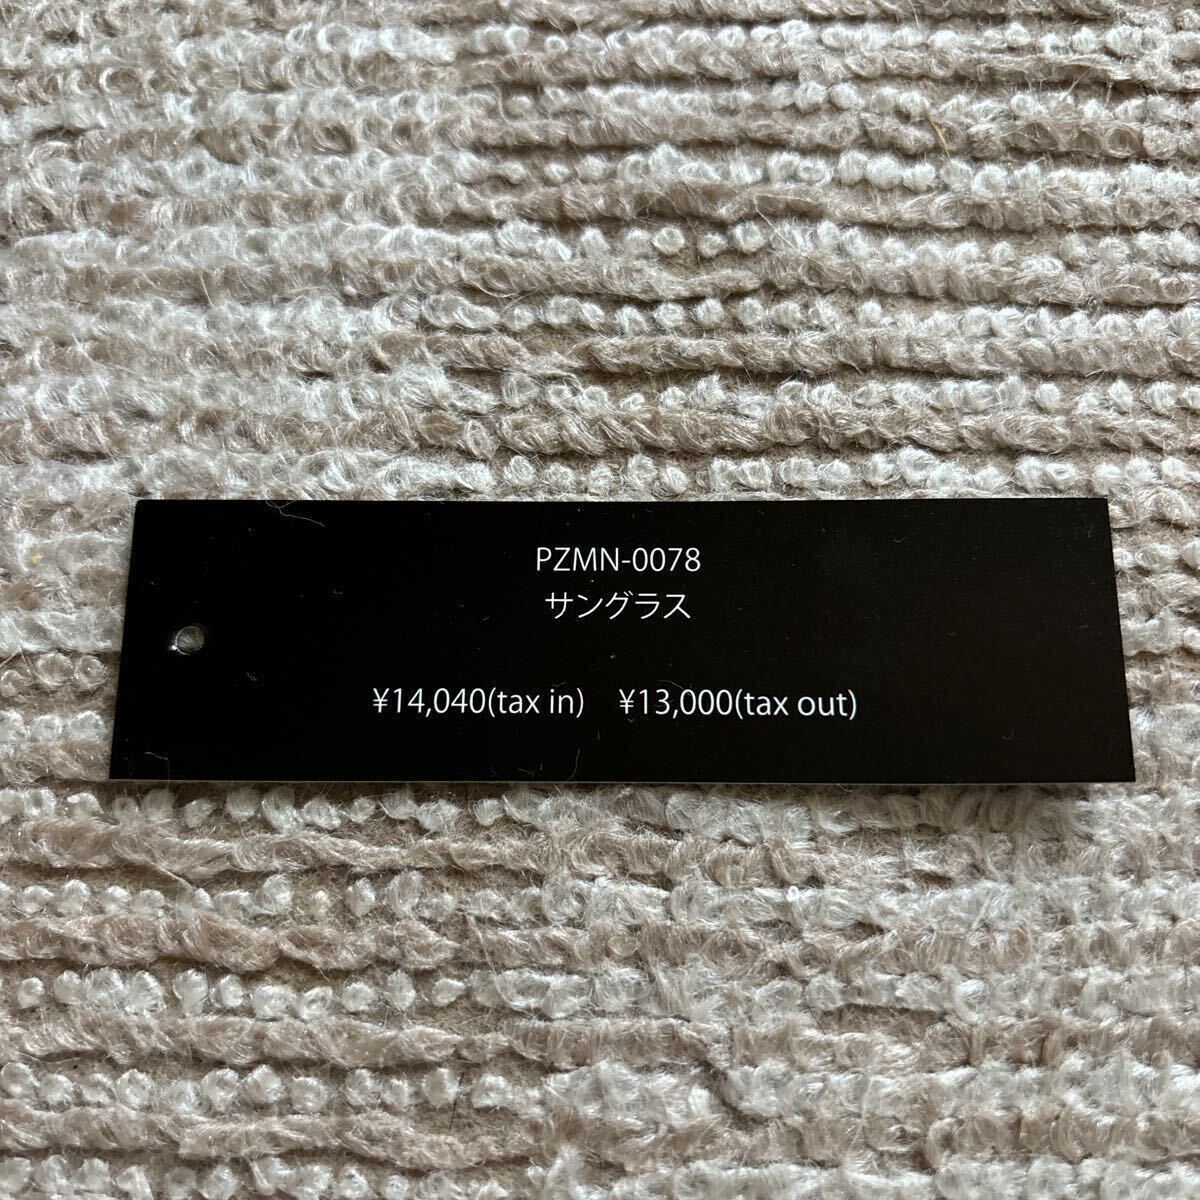 PZMN-0078
サングラス
¥14,040(tax in) ¥13,000(tax out)